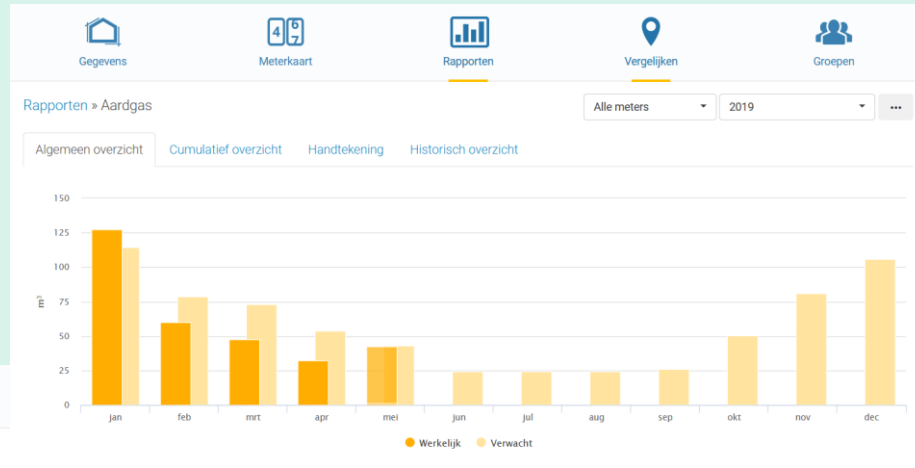 4 6 7
Gegevens Meterkaart Rapporten Vergelijken Groepen
Rapporten » Aardgas Alle meters 2019 ...
Algemeen overzicht Cumulatief overzicht Handtekening Historisch overzicht
150
125
100
75
50
25
0
m³
jan feb mrt apr mei jun jul aug sep okt nov dec
Werkelijk Verwacht